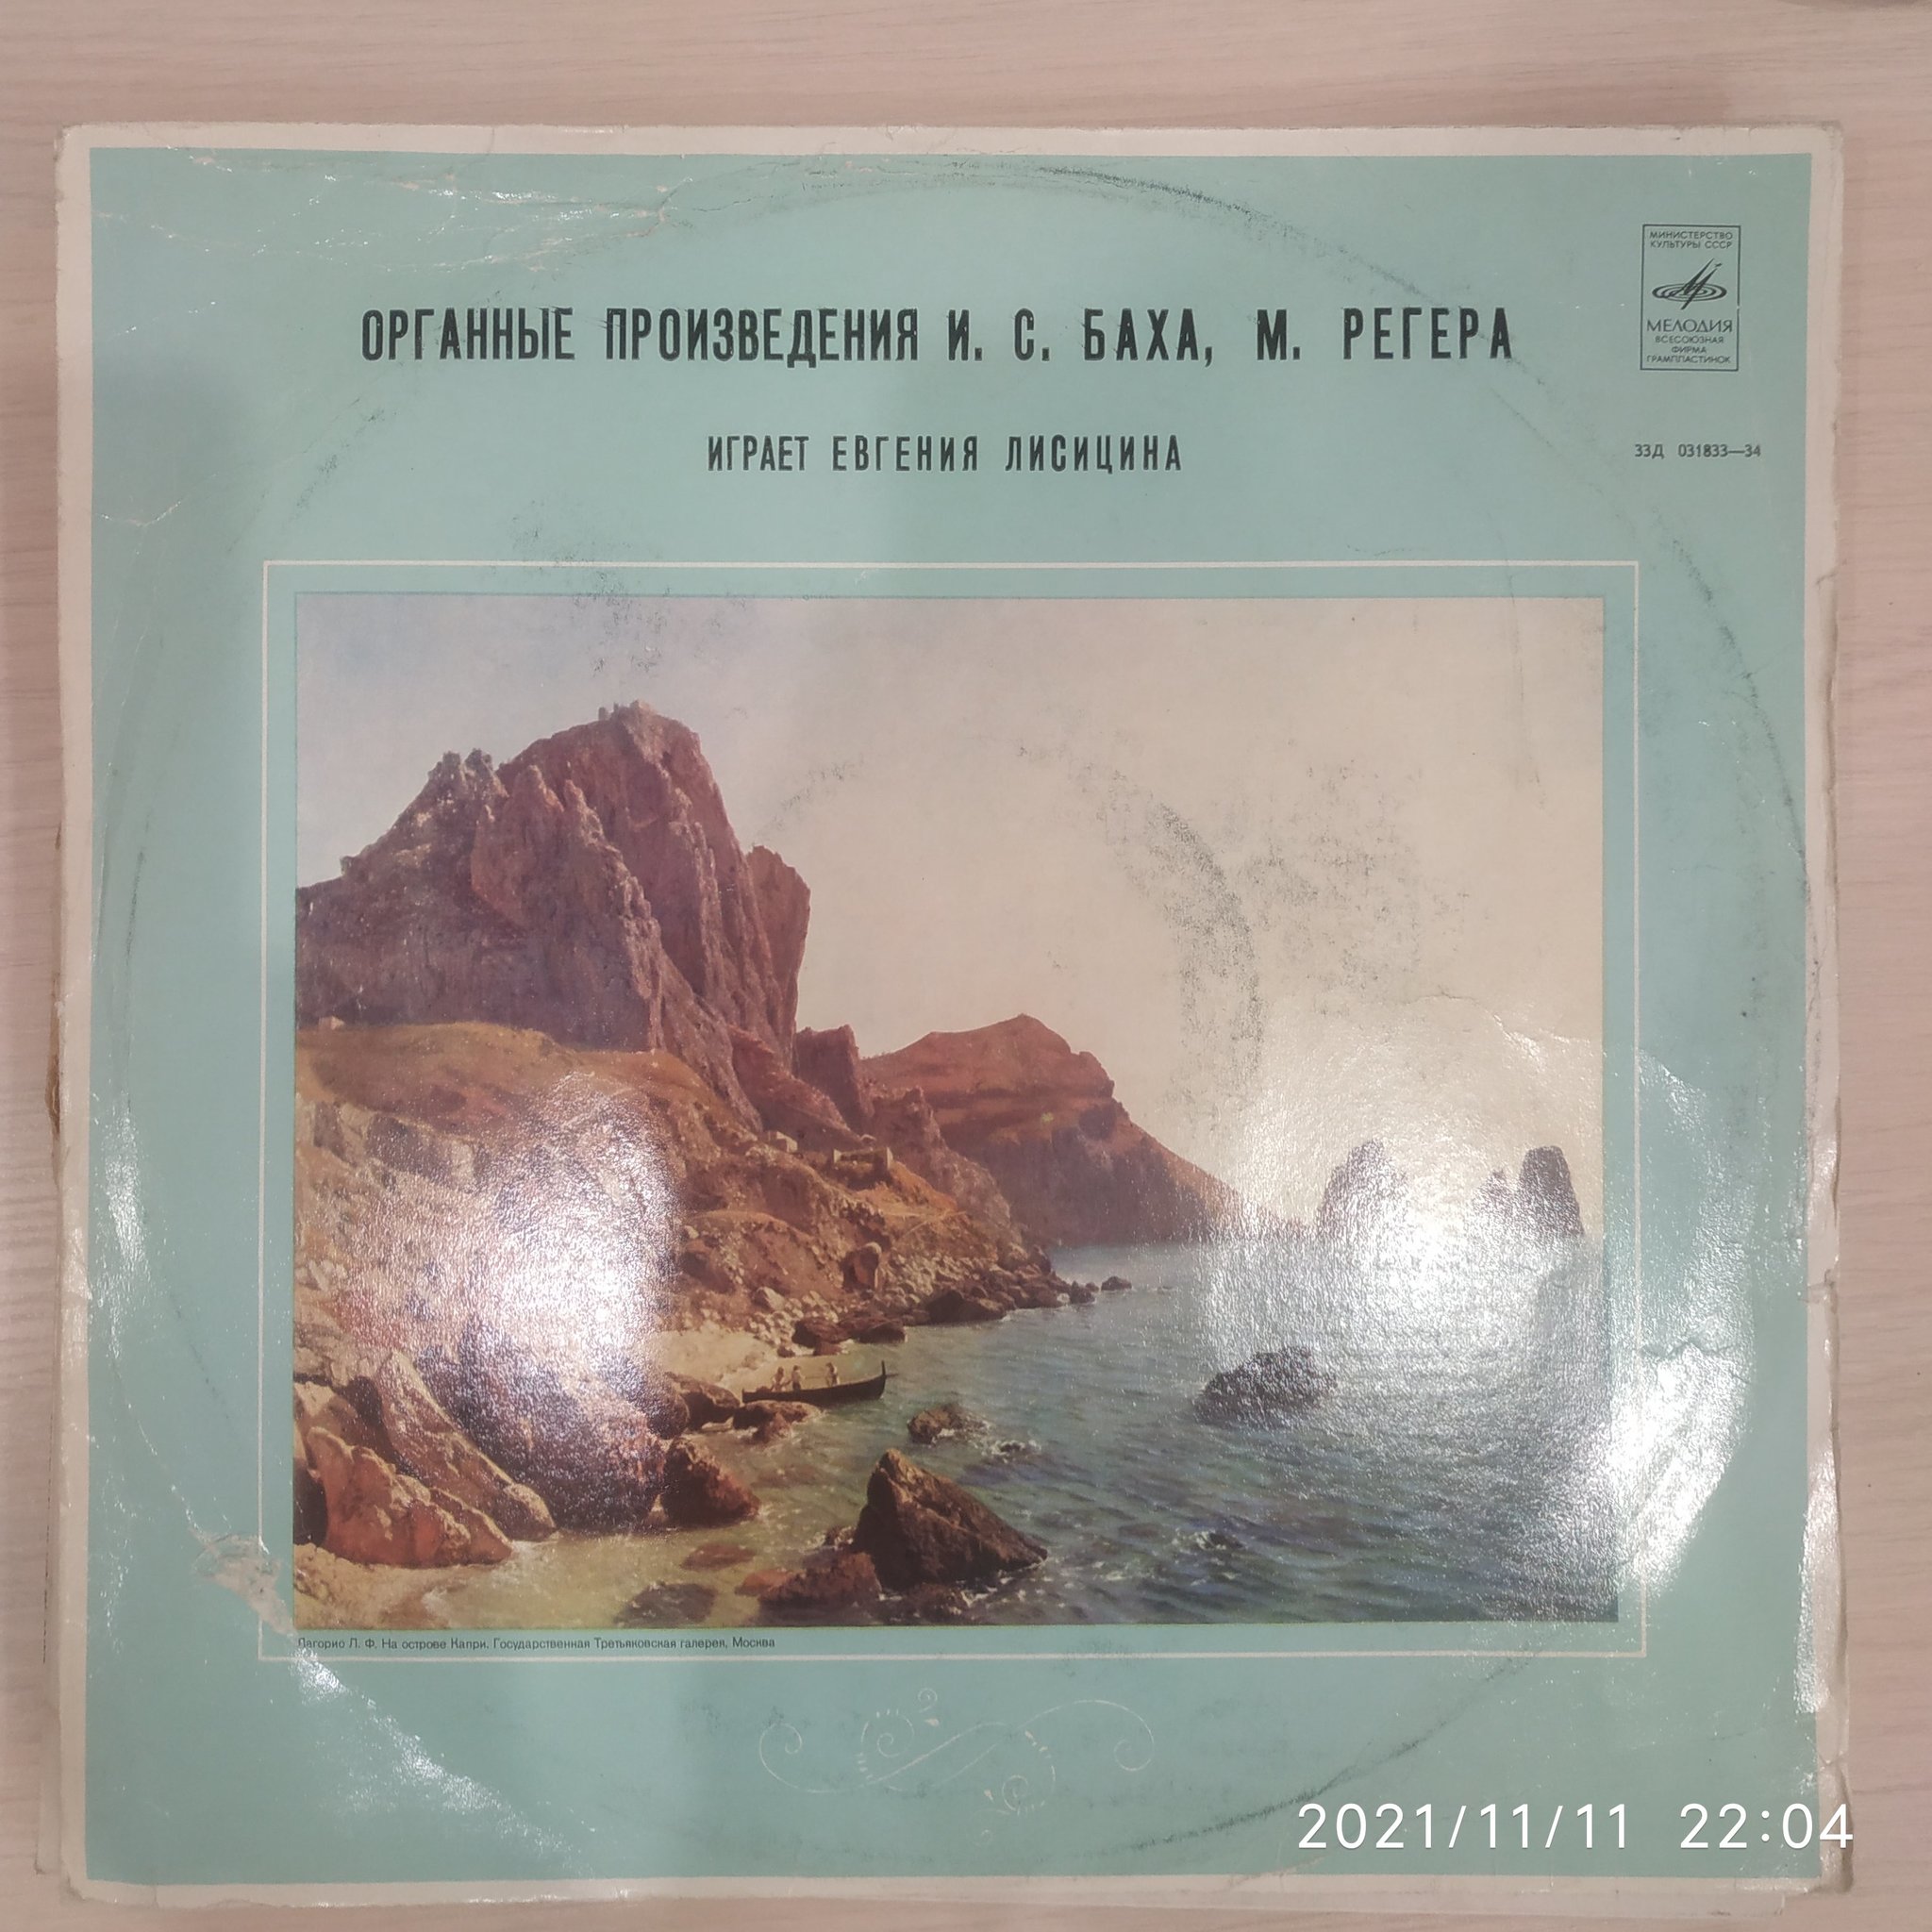 МИНИСТЕРСТВО
КУЛЬТУРЫ СССР
МЕЛОДИЯ
ВСЕСОЮЗНАЯ
ФИРМА
ГРАМПЛАСТИНОК
ОРГАННЫЕ ПРОИЗВЕДЕНИЯ И. С. БАХА, М. РЕГЕРА
ИГРАЕТ ЕВГЕНИЯ ЛИСИЦИНА
33Д 031833—34
Лагорио Л. Ф. На острове Капри. Государственная Третьяковская галерея, Москва
2021/11/11 22:04